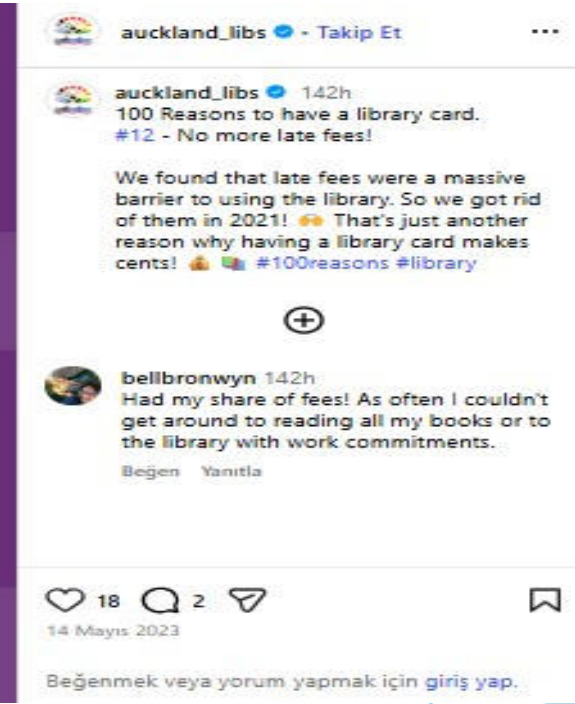 auckland_libs - Takip Et
auckland_libs 142h
100 Reasons to have a library card.
#12 - No more late fees!
We found that late fees were a massive
barrier to using the library. So we got rid
of them in 2021! 🙌 That's just another
reason why having a library card makes
cents! 💰 📚 #100reasons #library
bellbronwyn 142h
Had my share of fees! As often I couldn't
get around to reading all my books or to
the library with work commitments.
Beğen Yanıtla
18 2
14 Mayıs 2023
Beğenmek veya yorum yapmak için giriş yap.